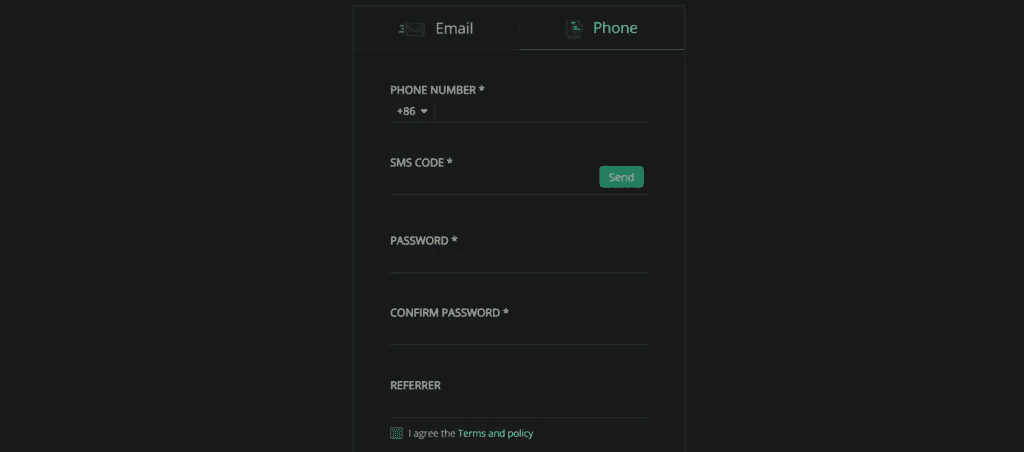 Email
Phone
PHONE NUMBER *
+86
SMS CODE *
Send
PASSWORD *
CONFIRM PASSWORD *
REFERRER
I agree the Terms and policy